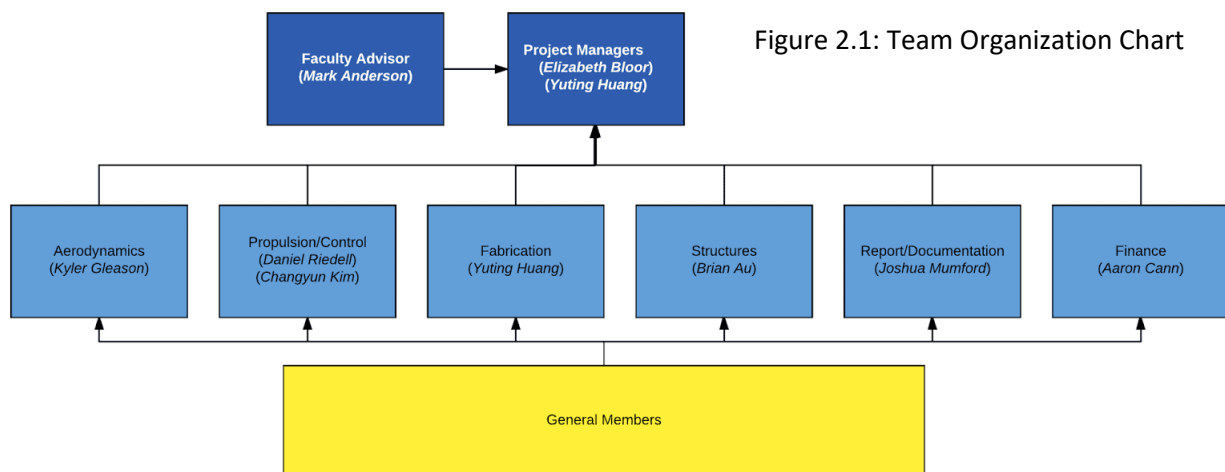 Figure 2.1: Team Organization Chart
Faculty Advisor
(Mark Anderson)
Project Managers
(Elizabeth Bloor)
(Yuting Huang)
Aerodynamics
(Kyler Gleason)
Propulsion/Control
(Daniel Riedell)
(Changyun Kim)
Fabrication
(Yuting Huang)
Structures
(Brian Au)
Report/Documentation
(Joshua Mumford)
Finance
(Aaron Cann)
General Members